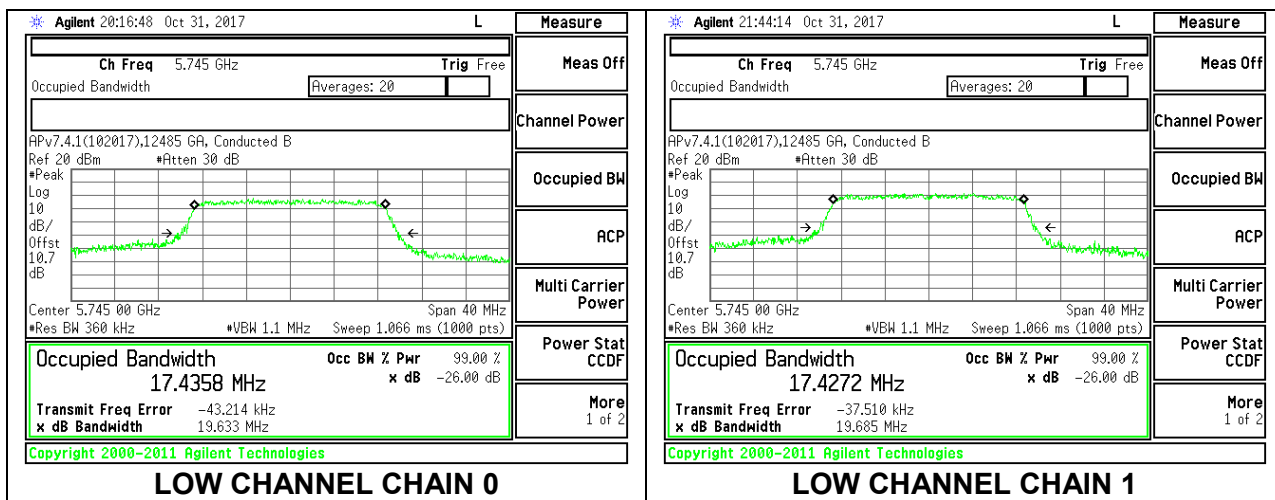 Agilent 20:16:48 Oct 31, 2017 L Measure
Ch Freq 5.745 GHz Trig Free
Meas Off
Occupied Bandwidth Averages: 20
Channel Power
APv7.4.1(102017),12485 GA, Conducted B
Ref 20 dBm #Atten 30 dB
#Peak
Occupied BW
Log
10
dB/
ACP
Offst
10.7
dB
Multi Carrier
Power
Center 5.745 00 GHz Span 40 MHz
#Res BW 360 kHz #VBW 1.1 MHz Sweep 1.066 ms (1000 pts)
Power Stat
CCDF
Occupied Bandwidth Occ BW % Pwr 99.00 %
17.4358 MHz x dB -26.00 dB
More
1 of 2
Transmit Freq Error -43.214 kHz
x dB Bandwidth 19.633 MHz
Copyright 2000-2011 Agilent Technologies
LOW CHANNEL CHAIN 0
Agilent 21:44:14 Oct 31, 2017 L Measure
Ch Freq 5.745 GHz Trig Free
Meas Off
Occupied Bandwidth Averages: 20
Channel Power
APv7.4.1(102017),12485 GA, Conducted B
Ref 20 dBm #Atten 30 dB
#Peak
Occupied BW
Log
10
dB/
ACP
Offst
10.7
dB
Multi Carrier
Power
Center 5.745 00 GHz Span 40 MHz
#Res BW 360 kHz #VBW 1.1 MHz Sweep 1.066 ms (1000 pts)
Power Stat
CCDF
Occupied Bandwidth Occ BW % Pwr 99.00 %
17.4272 MHz x dB -26.00 dB
More
1 of 2
Transmit Freq Error -37.510 kHz
x dB Bandwidth 19.685 MHz
Copyright 2000-2011 Agilent Technologies
LOW CHANNEL CHAIN 1